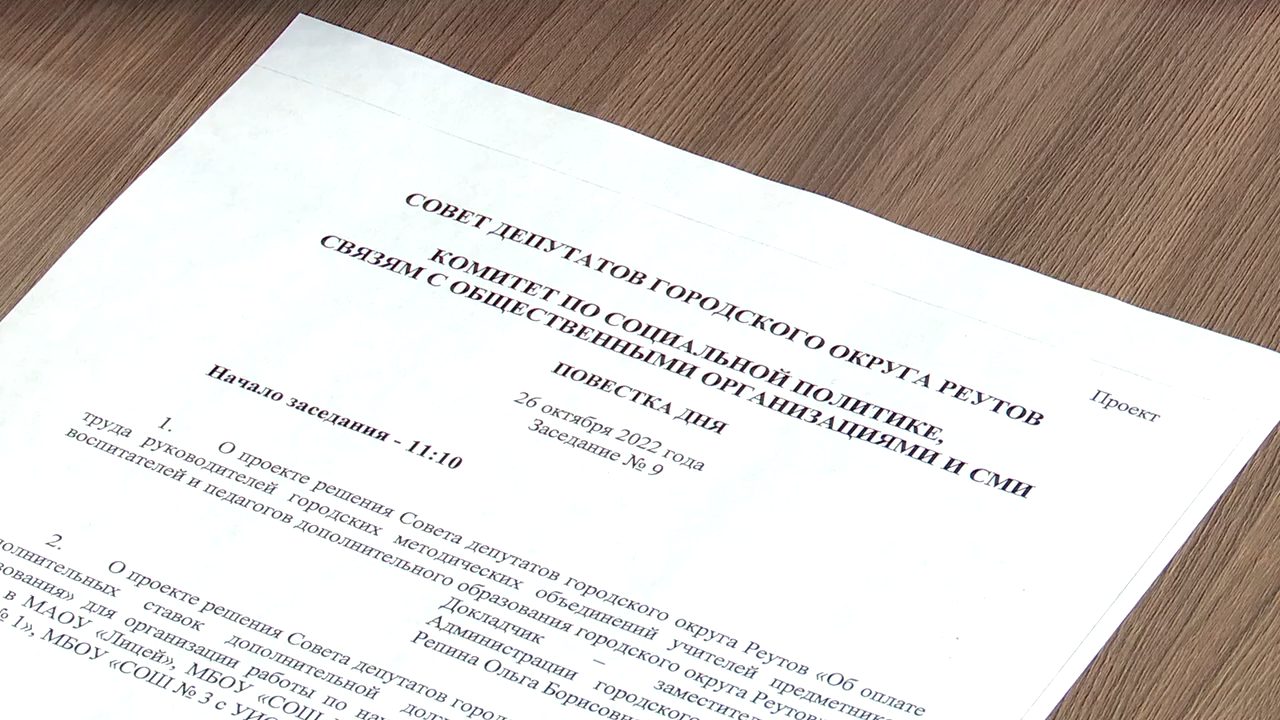 Проект
СОВЕТ ДЕПУТАТОВ ГОРОДСКОГО ОКРУГА РЕУТОВ
КОМИТЕТ ПО СОЦИАЛЬНОЙ ПОЛИТИКЕ,
СВЯЗЯМ С ОБЩЕСТВЕННЫМИ ОРГАНИЗАЦИЯМИ И СМИ
ПОВЕСТКА ДНЯ
26 октября 2022 года
Заседание № 9
Начало заседания - 11:10
1. О проекте решения Совета депутатов городского округа Реутов «Об оплате
труда руководителей городских методических объединений учителей предметников
воспитателей и педагогов дополнительного образования городского округа Реутов»
Докладчик – заместитель
Администрации городского
Репина Ольга Борисовна
2. О проекте решения Совета депутатов
ставок дополнительной
для организации работы по
в МАОУ «Лицей», МБОУ «СОШ
№ 1», МБОУ «СОШ № 3 с УИО